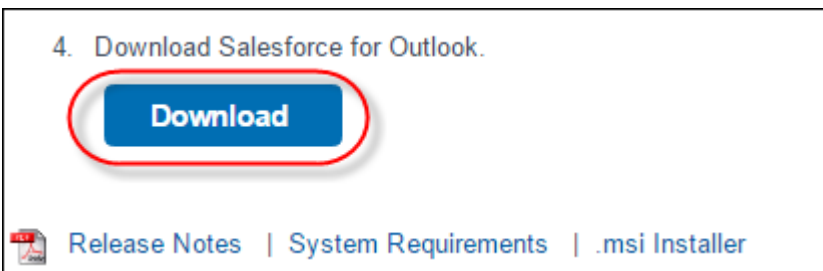 4. Download Salesforce for Outlook.
Download
Release Notes | System Requirements | .msi Installer